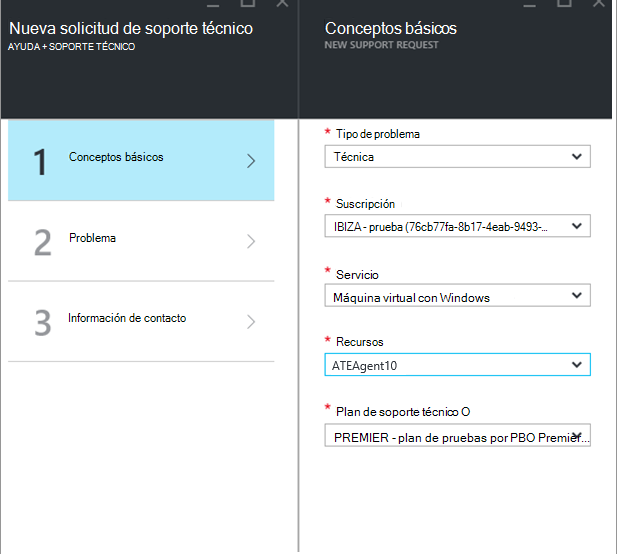 Nueva solicitud de soporte técnico
AYUDA + SOPORTE TÉCNICO
1 Conceptos básicos
2 Problema
3 Información de contacto
Conceptos básicos
NEW SUPPORT REQUEST
* Tipo de problema
Técnica
* Suscripción
IBIZA - prueba (76cb77fa-8b17-4eab-9493-...
* Servicio
Máquina virtual con Windows
* Recursos
ATEAgent10
* Plan de soporte técnico O
PREMIER - plan de pruebas por PBO Premier...